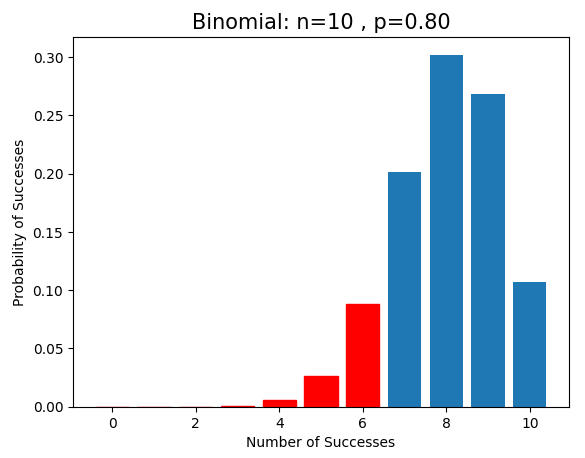 Binomial: n=10 , p=0.80
Probability of Successes
0.30
0.25
0.20
0.15
0.10
0.05
0.00
0 2 4 6 8 10
Number of Successes